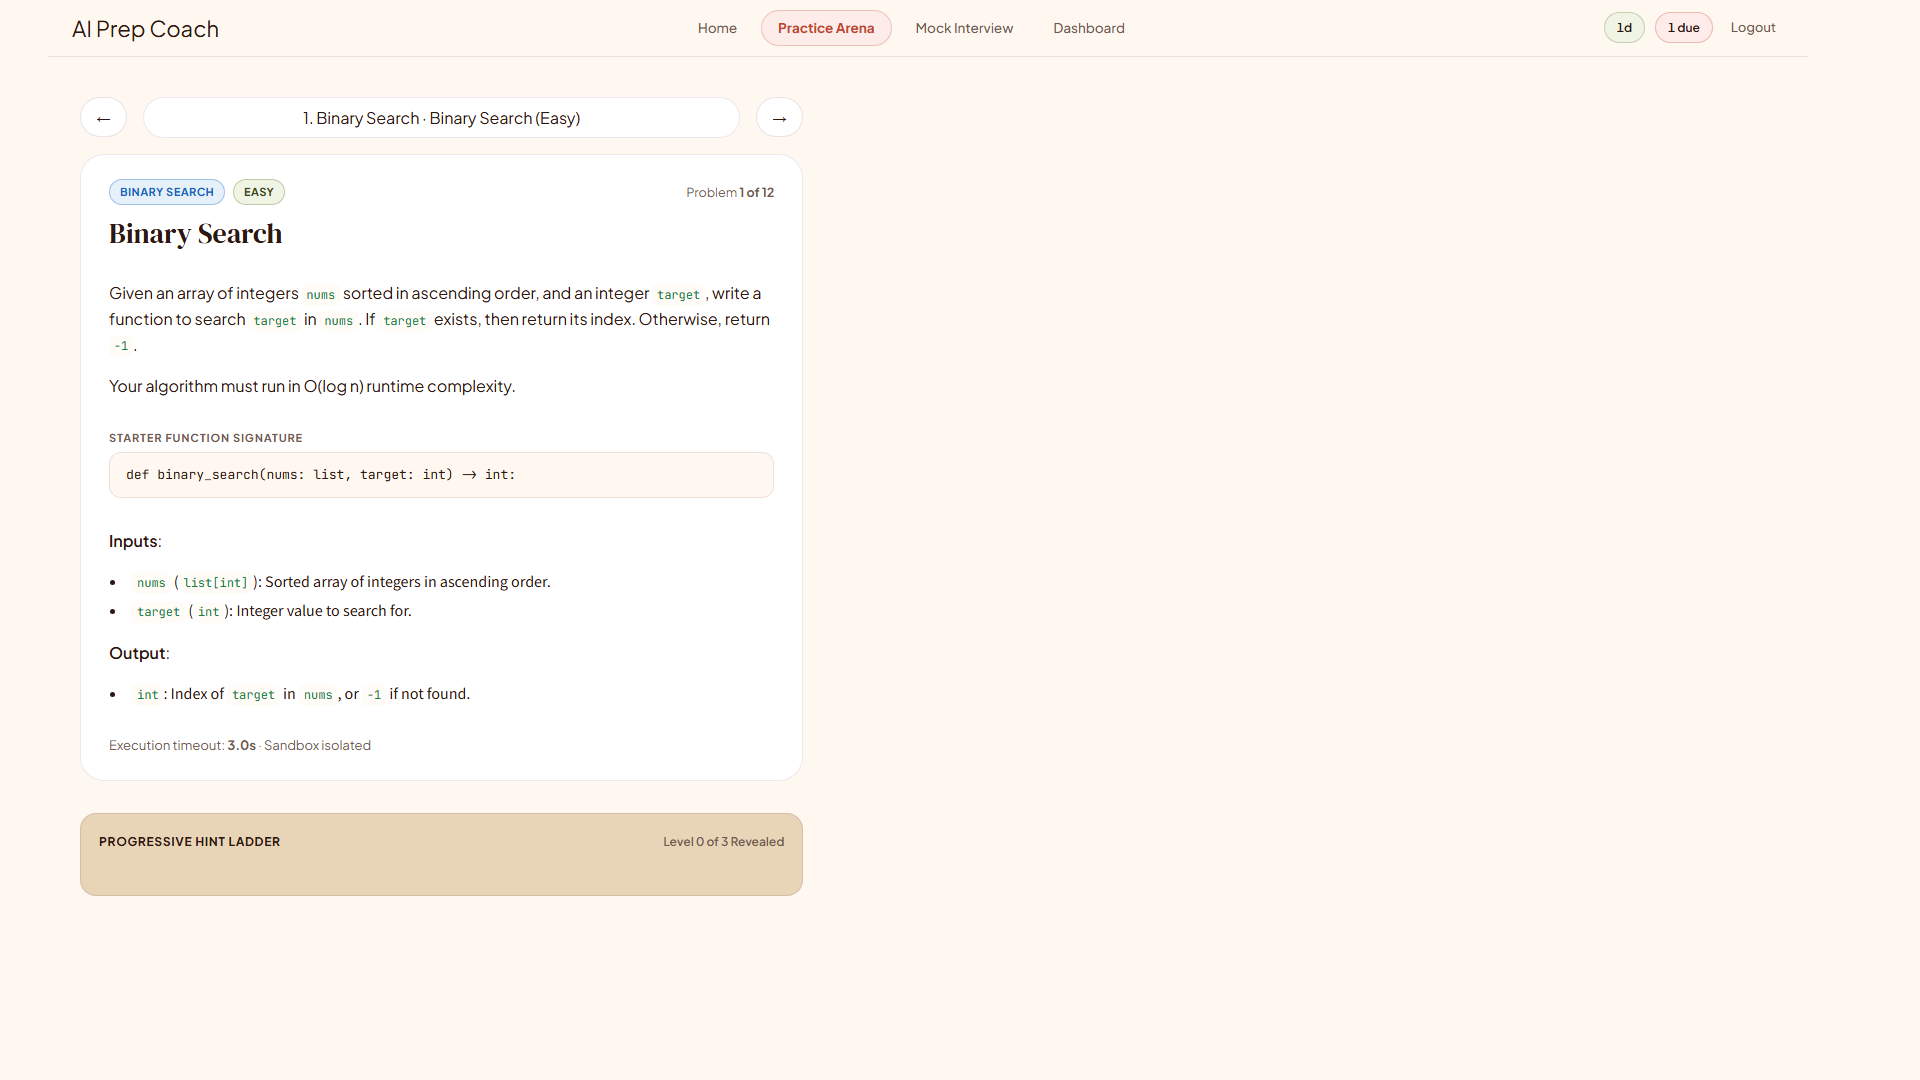 AI Prep Coach
Home
Practice Arena
Mock Interview
Dashboard
1d
1 due
Logout
←
1. Binary Search · Binary Search (Easy)
→
BINARY SEARCH
EASY
Problem 1 of 12
Binary Search
Given an array of integers nums sorted in ascending order, and an integer target , write a
function to search target in nums . If target exists, then return its index. Otherwise, return
-1 .
Your algorithm must run in O(log n) runtime complexity.
STARTER FUNCTION SIGNATURE
def binary_search(nums: list, target: int) -> int:
Inputs:
• nums ( list[int] ): Sorted array of integers in ascending order.
• target ( int ): Integer value to search for.
Output:
• int : Index of target in nums , or -1 if not found.
Execution timeout: 3.0s · Sandbox isolated
PROGRESSIVE HINT LADDER
Level 0 of 3 Revealed